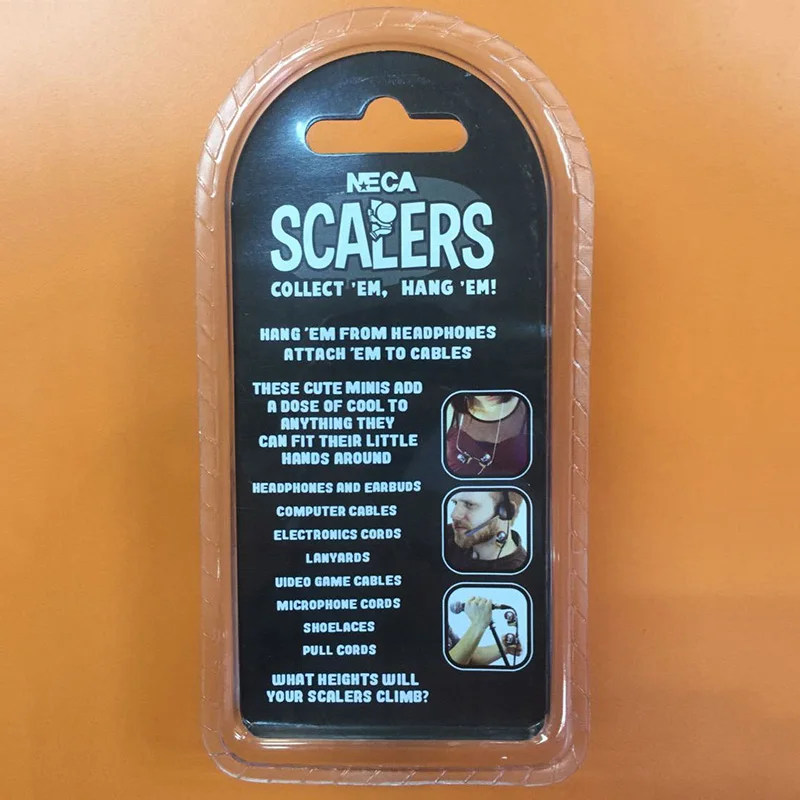 NECA
SCALERS
COLLECT 'EM, HANG 'EM!
HANG 'EM FROM HEADPHONES
ATTACH 'EM TO CABLES
THESE CUTE MINIS ADD
A DOSE OF COOL TO
ANYTHING THEY
CAN FIT THEIR LITTLE
HANDS AROUND
HEADPHONES AND EARBUDS
COMPUTER CABLES
ELECTRONICS CORDS
LANYARDS
VIDEO GAME CABLES
MICROPHONE CORDS
SHOELACES
PULL CORDS
WHAT HEIGHTS WILL
YOUR SCALERS CLIMB?